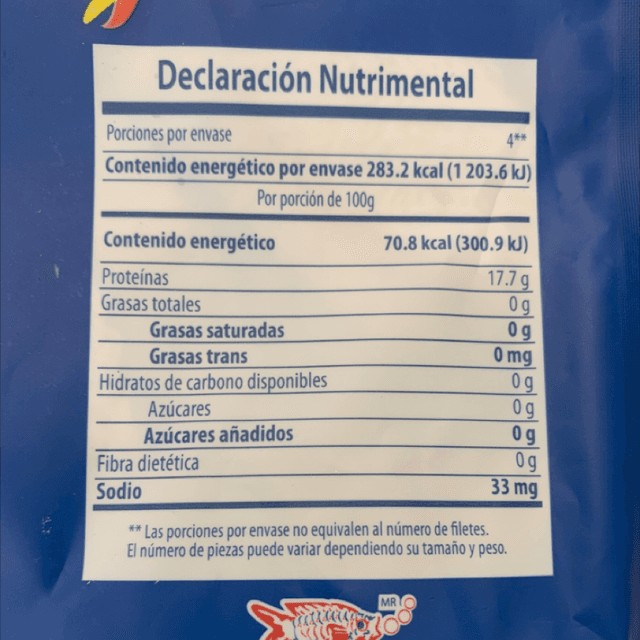 Declaración Nutrimental
Porciones por envase 4**
Contenido energético por envase 283.2 kcal (1 203.6 kJ)
Por porción de 100g
Contenido energético 70.8 kcal (300.9 kJ)
Proteínas 17.7 g
Grasas totales 0 g
Grasas saturadas 0 g
Grasas trans 0 mg
Hidratos de carbono disponibles 0 g
Azúcares 0 g
Azúcares añadidos 0 g
Fibra dietética 0 g
Sodio 33 mg
** Las porciones por envase no equivalen al número de filetes.
El número de piezas puede variar dependiendo su tamaño y peso.
MR